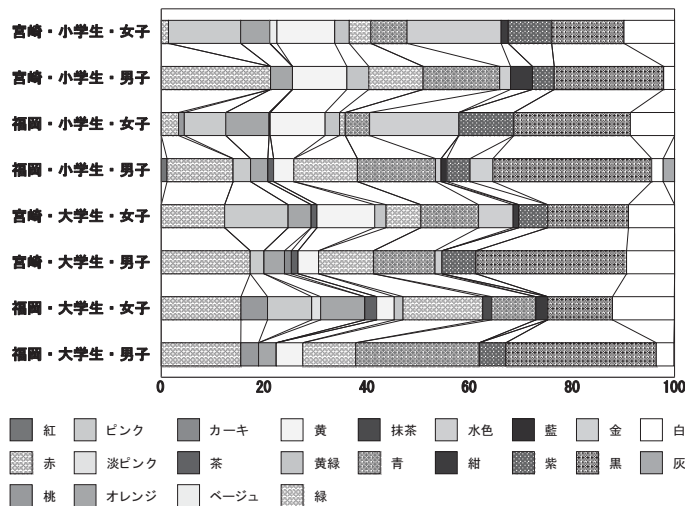 宮崎・小学生・女子
宮崎・小学生・男子
福岡・小学生・女子
福岡・小学生・男子
宮崎・大学生・女子
宮崎・大学生・男子
福岡・大学生・女子
福岡・大学生・男子
0 20 40 60 80 100
紅 ピンク カーキ 黄 抹茶 水色 藍 金 白
赤 淡ピンク 茶 黄緑 青 紺 紫 黒 灰
桃 オレンジ ベージュ 緑